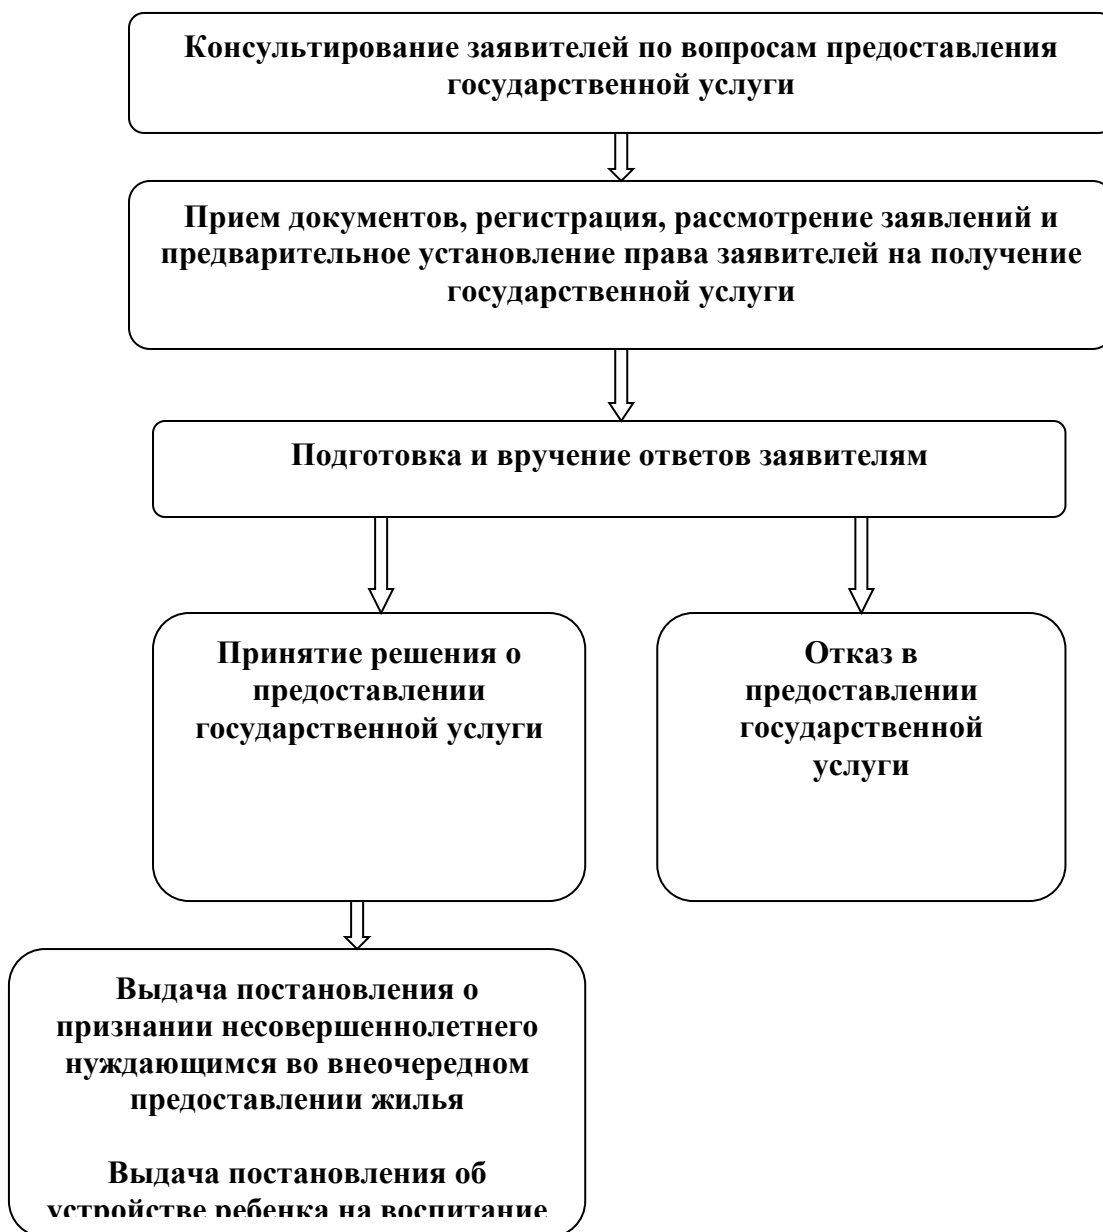 Консультирование заявителей по вопросам предоставления
государственной услуги
Прием документов, регистрация, рассмотрение заявлений и
предварительное установление права заявителей на получение
государственной услуги
Подготовка и вручение ответов заявителям
Принятие решения о
предоставлении
государственной услуги
Отказ в
предоставлении
государственной
услуги
Выдача постановления о
признании несовершеннолетнего
нуждающимся во внеочередном
предоставлении жилья
Выдача постановления об
устройстве ребенка на воспитание